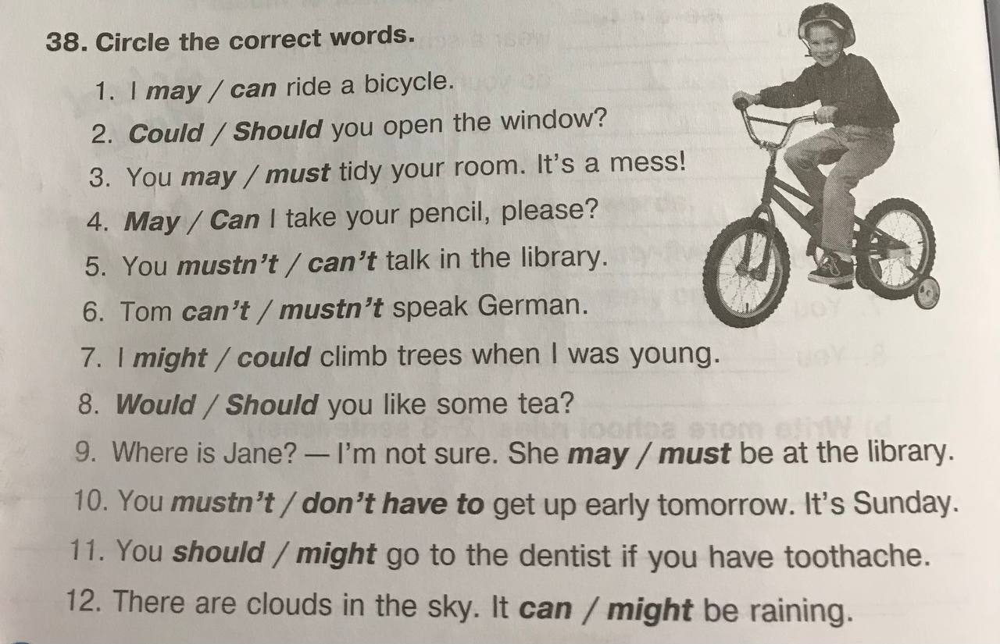 38. Circle the correct words.
1. I may / can ride a bicycle.
2. Could / Should you open the window?
3. You may / must tidy your room. It's a mess!
4. May / Can I take your pencil, please?
5. You mustn't / can't talk in the library.
6. Tom can't / mustn't speak German.
7. I might / could climb trees when I was young.
8. Would / Should you like some tea?
9. Where is Jane? — I'm not sure. She may / must be at the library.
10. You mustn't / don't have to get up early tomorrow. It's Sunday.
11. You should / might go to the dentist if you have toothache.
12. There are clouds in the sky. It can / might be raining.